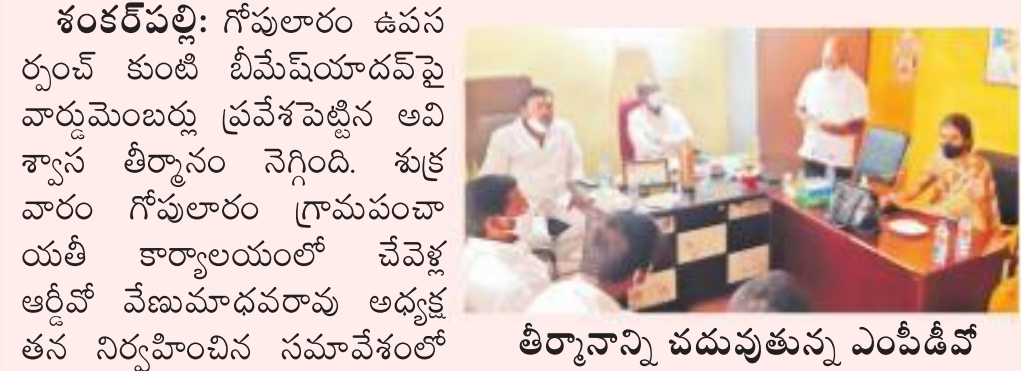 శంకర్‌పల్లి: గోపులారం ఉపస
ర్పంచ్ కుంటి బీమేష్‌యాదవ్‌పై
వార్డుమెంబర్లు ప్రవేశపెట్టిన అవి
శ్వాస తీర్మానం నెగ్గింది. శుక్ర
వారం గోపులారం గ్రామపంచా
యతీ కార్యాలయంలో చేవెళ్ల
ఆర్డీవో వేణుమాధవరావు అధ్యక్ష
తన నిర్వహించిన సమావేశంలో
తీర్మానాన్ని చదువుతున్న ఎంపీడీవో